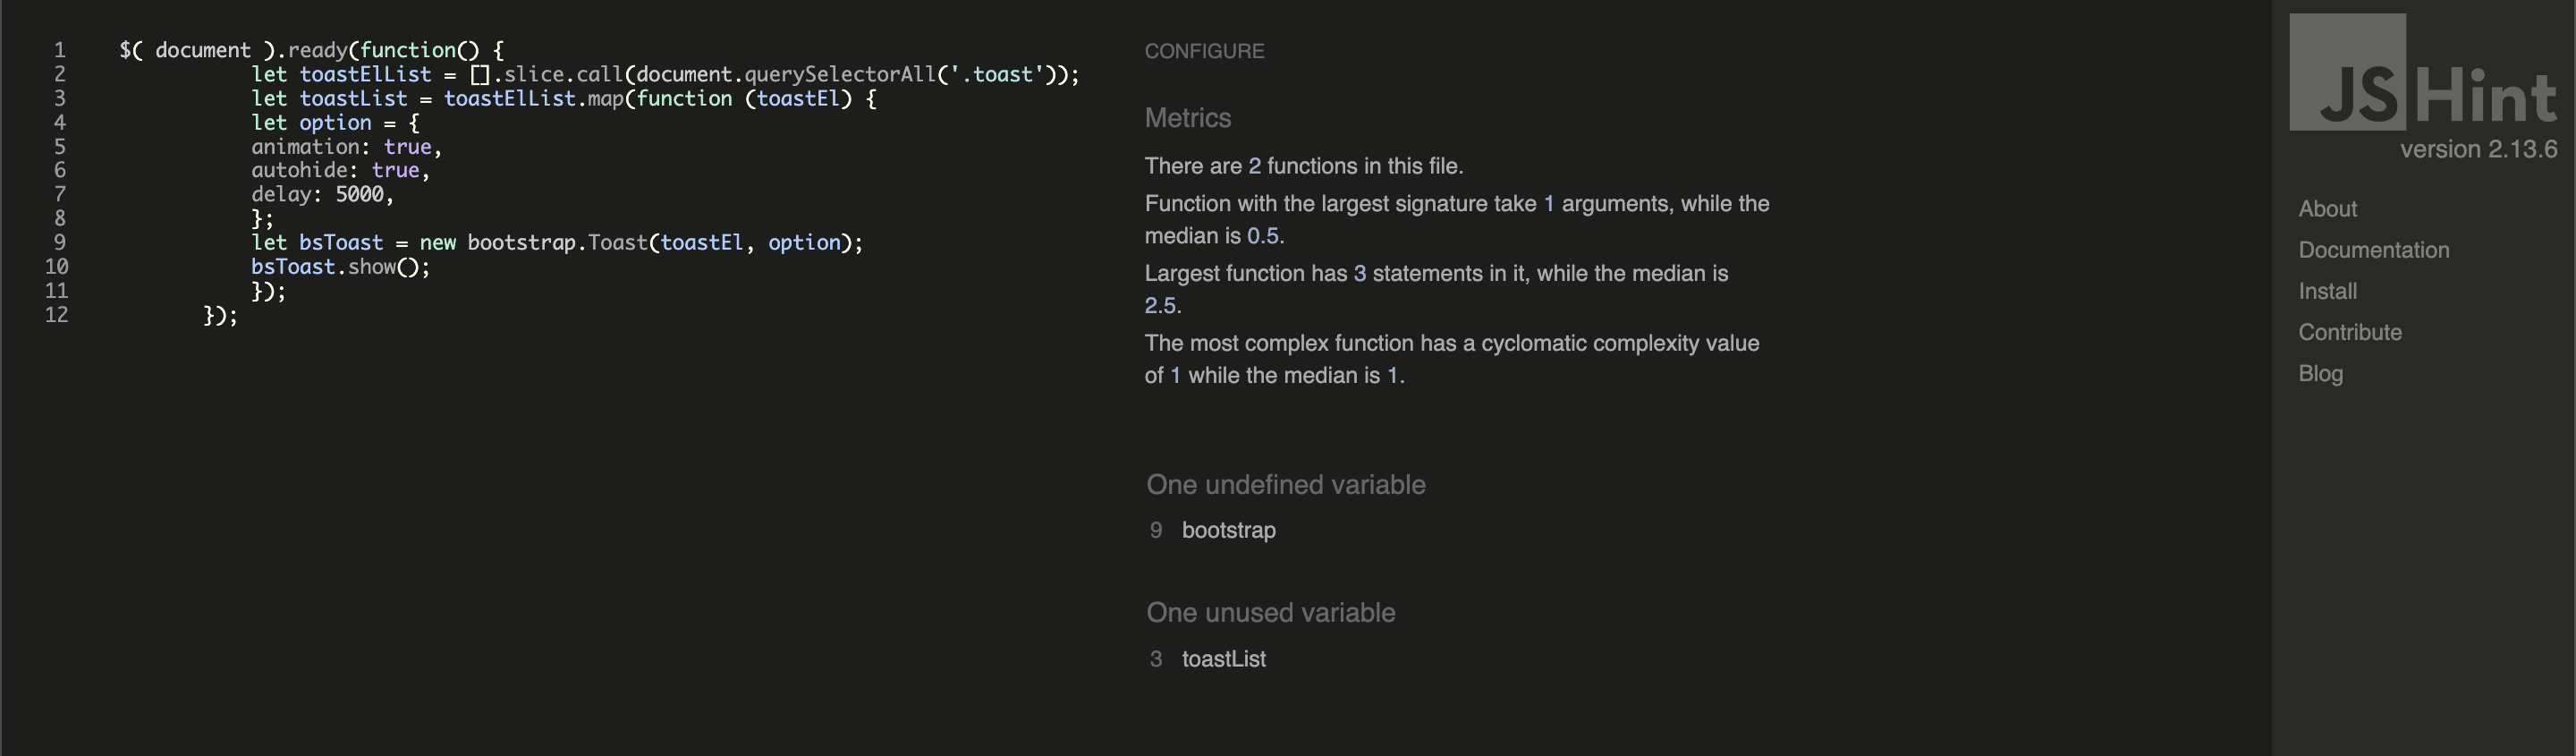 1 $( document ).ready(function() {
2 let toastElList = [].slice.call(document.querySelectorAll('.toast'));
3 let toastList = toastElList.map(function (toastEl) {
4 let option = {
5 animation: true,
6 autohide: true,
7 delay: 5000,
8 };
9 let bsToast = new bootstrap.Toast(toastEl, option);
10 bsToast.show();
11 });
12 });
CONFIGURE
Metrics
There are 2 functions in this file.
Function with the largest signature take 1 arguments, while the
median is 0.5.
Largest function has 3 statements in it, while the median is
2.5.
The most complex function has a cyclomatic complexity value
of 1 while the median is 1.
One undefined variable
9 bootstrap
One unused variable
3 toastList
JSHint
version 2.13.6
About
Documentation
Install
Contribute
Blog